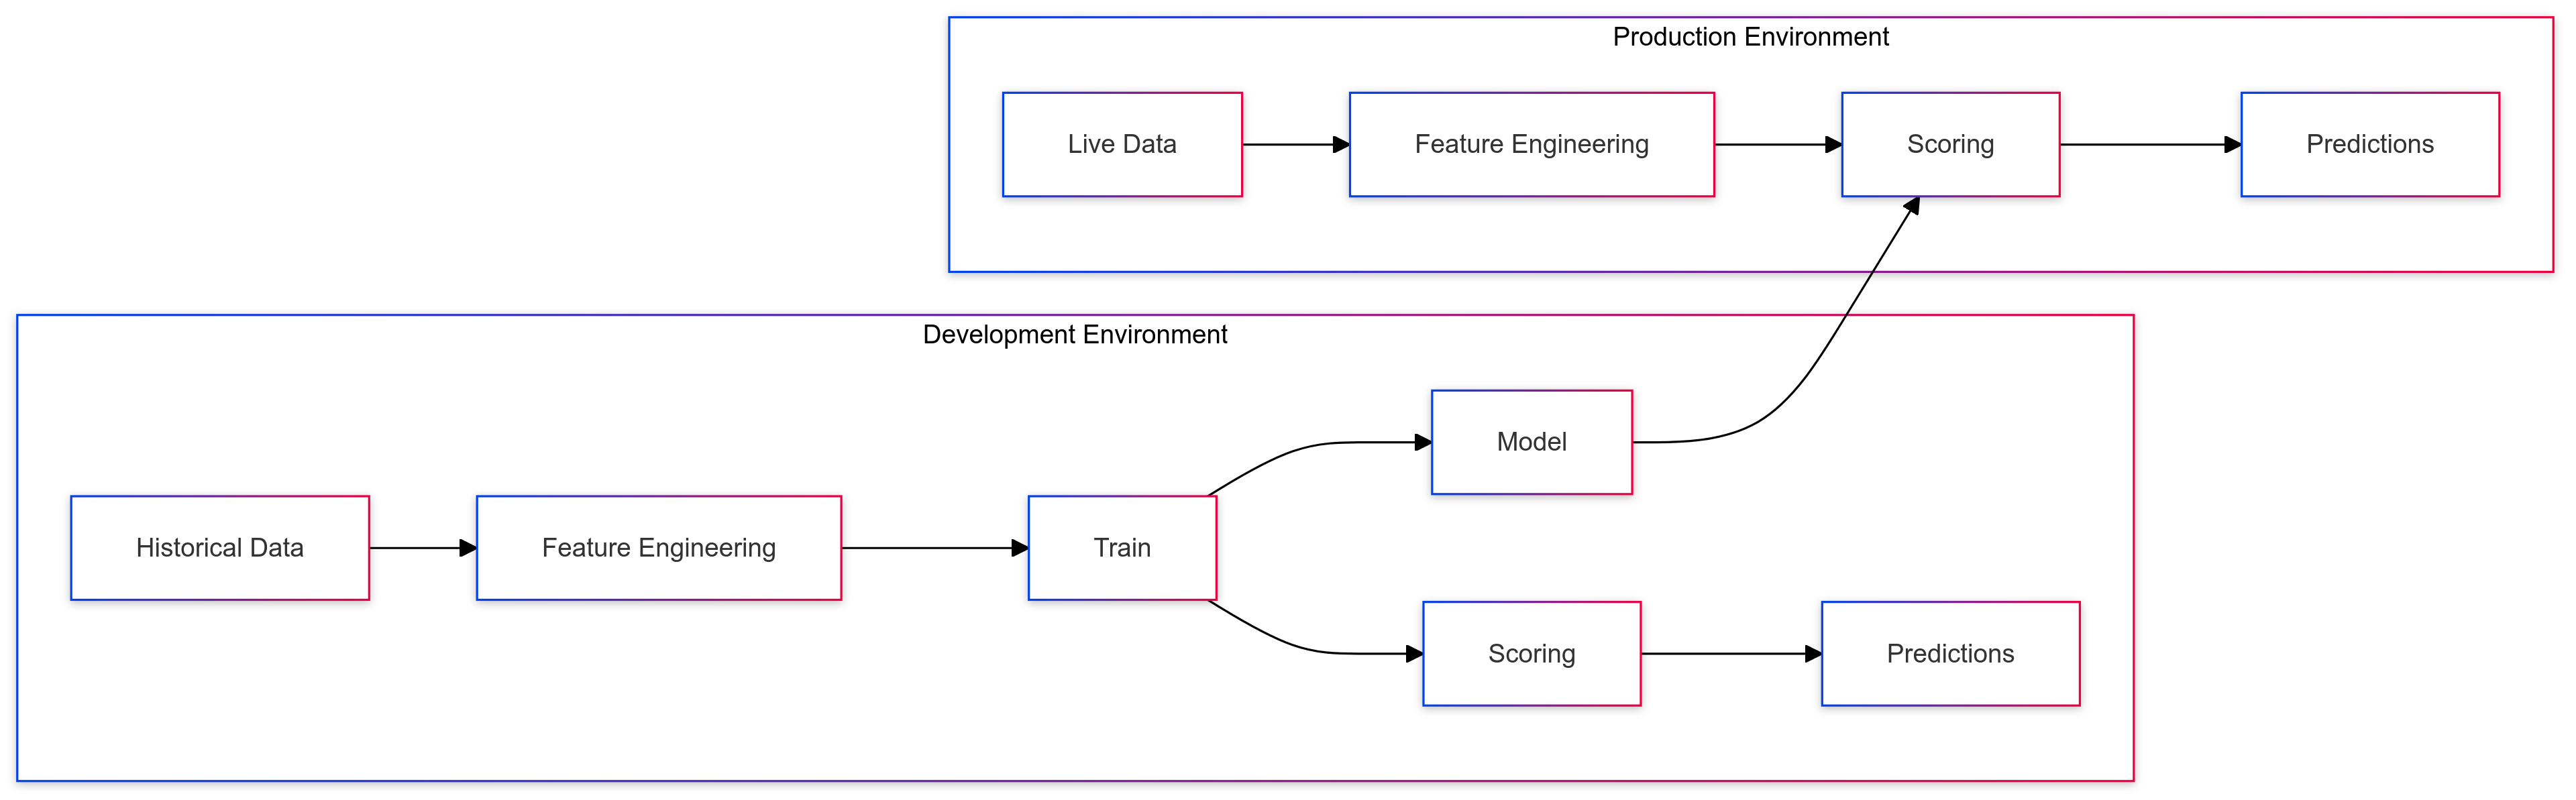 Production Environment
Live Data
Feature Engineering
Scoring
Predictions
Development Environment
Historical Data
Feature Engineering
Train
Model
Scoring
Predictions